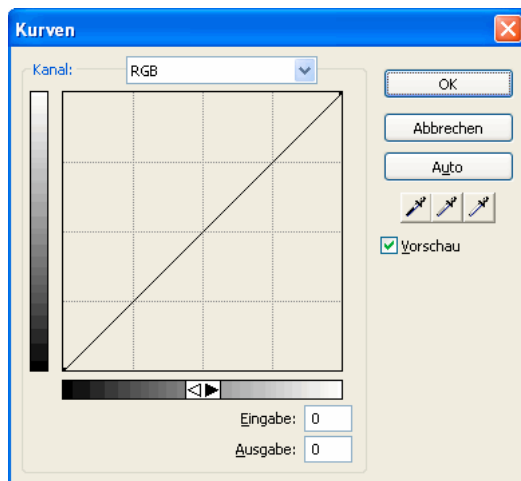 Kurven
Kanal: RGB
OK
Abbrechen
Auto
Vorschau
Eingabe: 0
Ausgabe: 0